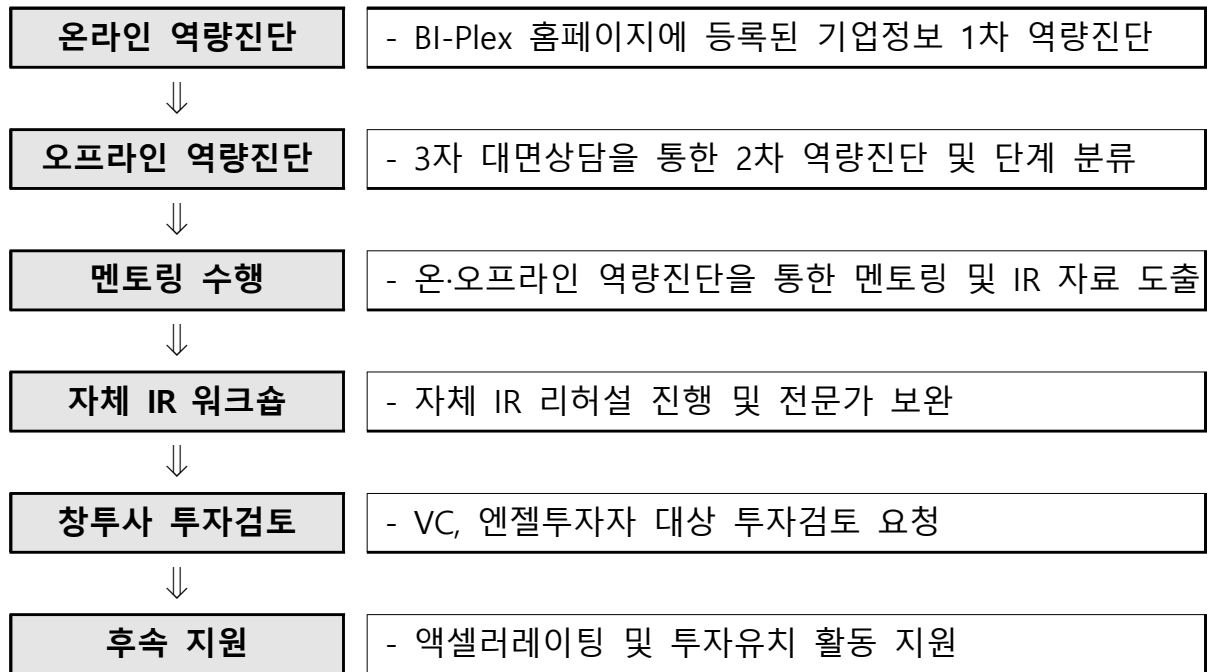 온라인 역량진단
- BI-Plex 홈페이지에 등록된 기업정보 1차 역량진단
⇓
오프라인 역량진단
- 3자 대면상담을 통한 2차 역량진단 및 단계 분류
⇓
멘토링 수행
- 온·오프라인 역량진단을 통한 멘토링 및 IR 자료 도출
⇓
자체 IR 워크숍
- 자체 IR 리허설 진행 및 전문가 보완
⇓
창투사 투자검토
- VC, 엔젤투자자 대상 투자검토 요청
⇓
후속 지원
- 액셀러레이팅 및 투자유치 활동 지원